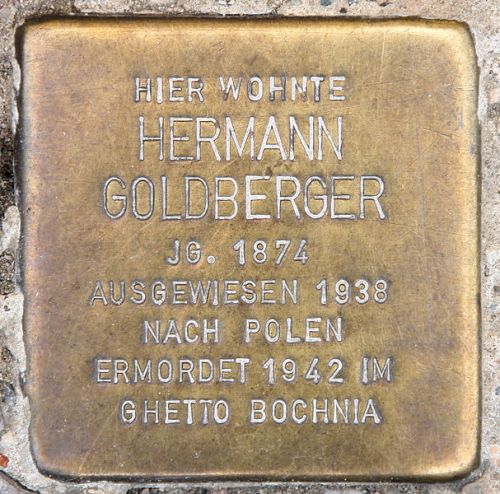 HIER WOHNTE
HERMANN
GOLDBERGER
JG. 1874
AUSGEWIESEN 1938
NACH POLEN
ERMORDET 1942 IM
GHETTO BOCHNIA